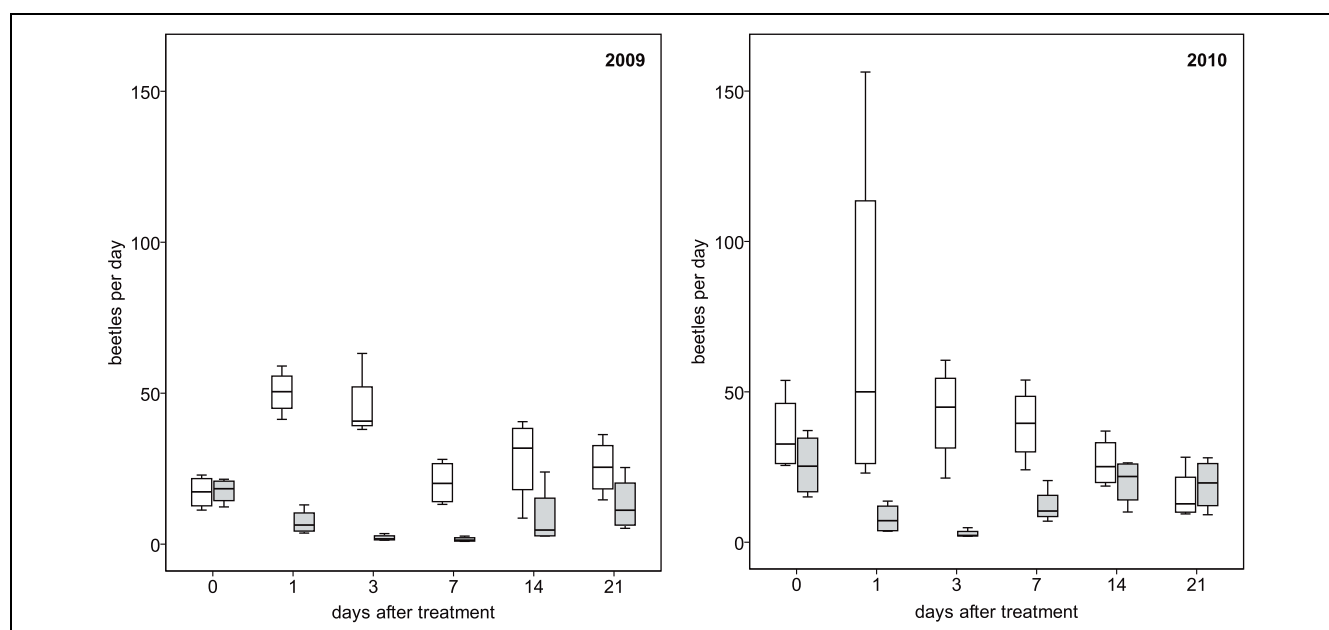 2009
150
100
50
0
beetles per day
0 1 3 7 14 21
days after treatment
2010
150
100
50
0
beetles per day
0 1 3 7 14 21
days after treatment